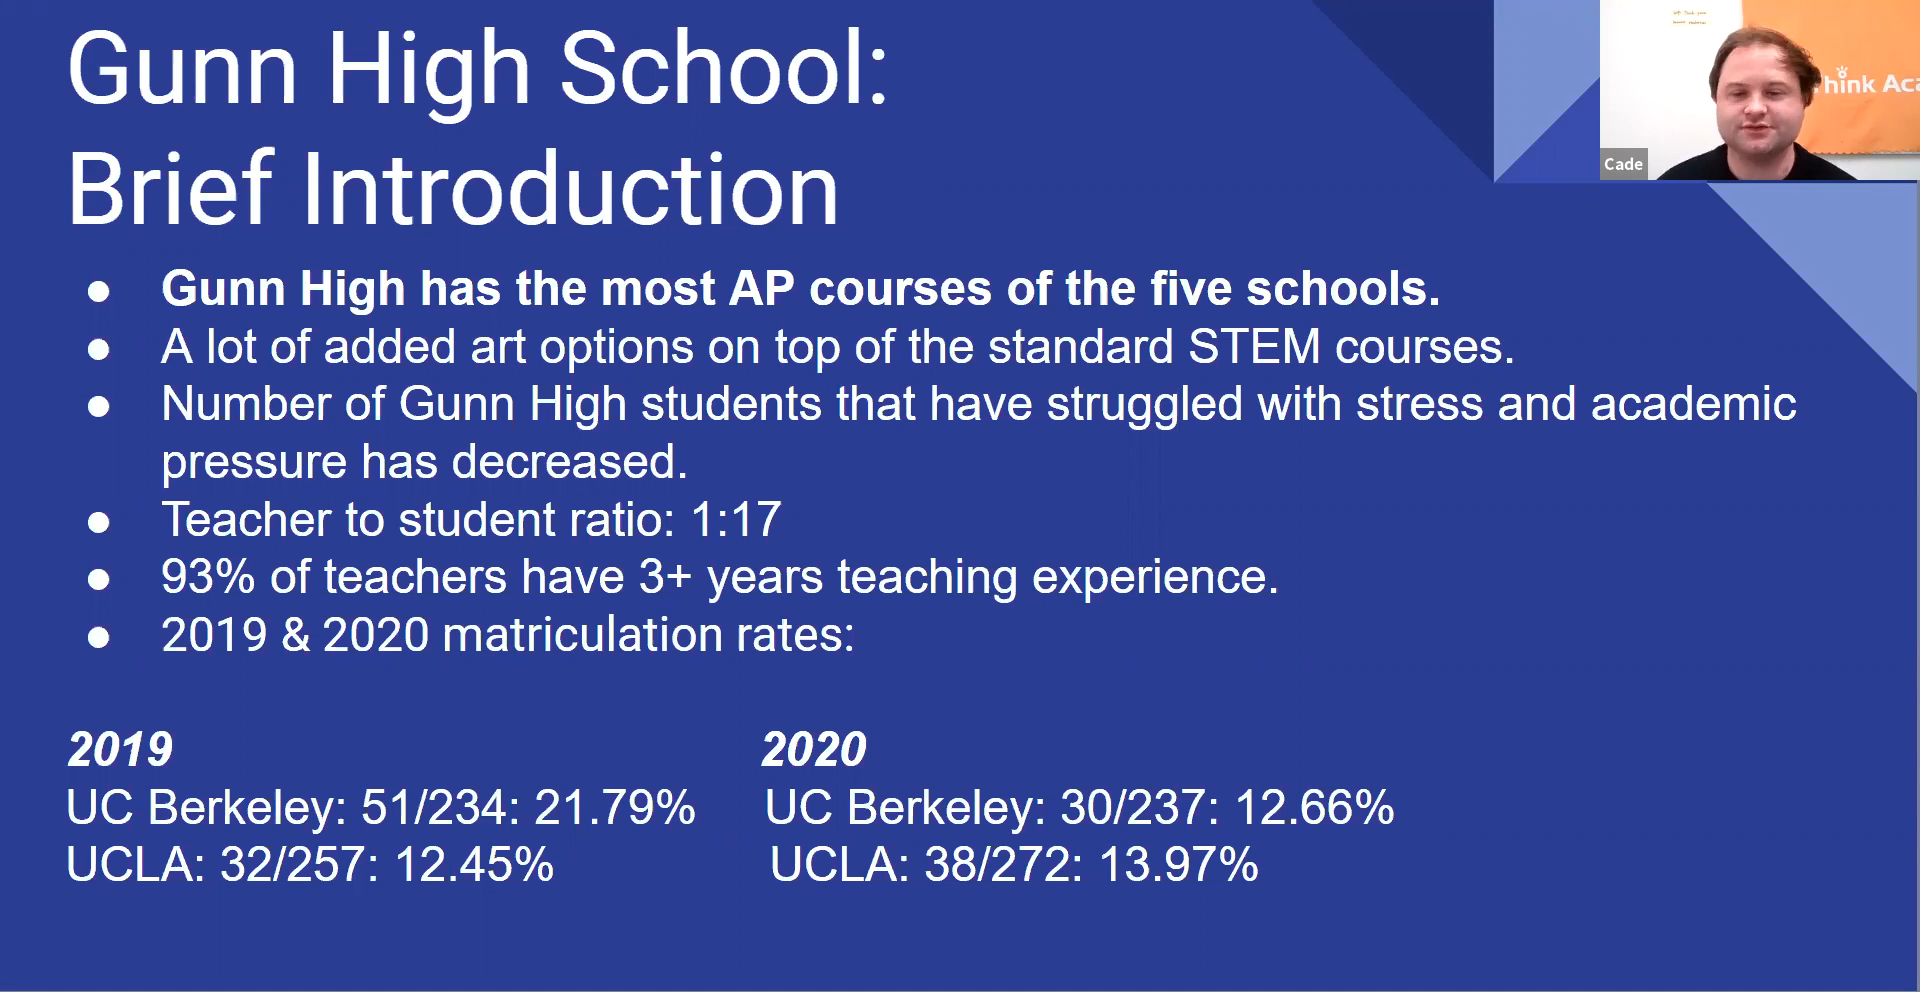 Gunn High School:
Brief Introduction
● Gunn High has the most AP courses of the five schools.
● A lot of added art options on top of the standard STEM courses.
● Number of Gunn High students that have struggled with stress and academic
pressure has decreased.
● Teacher to student ratio: 1:17
● 93% of teachers have 3+ years teaching experience.
● 2019 & 2020 matriculation rates:
2019
UC Berkeley: 51/234: 21.79%
UCLA: 32/257: 12.45%
2020
UC Berkeley: 30/237: 12.66%
UCLA: 38/272: 13.97%
hink Aca
Cade